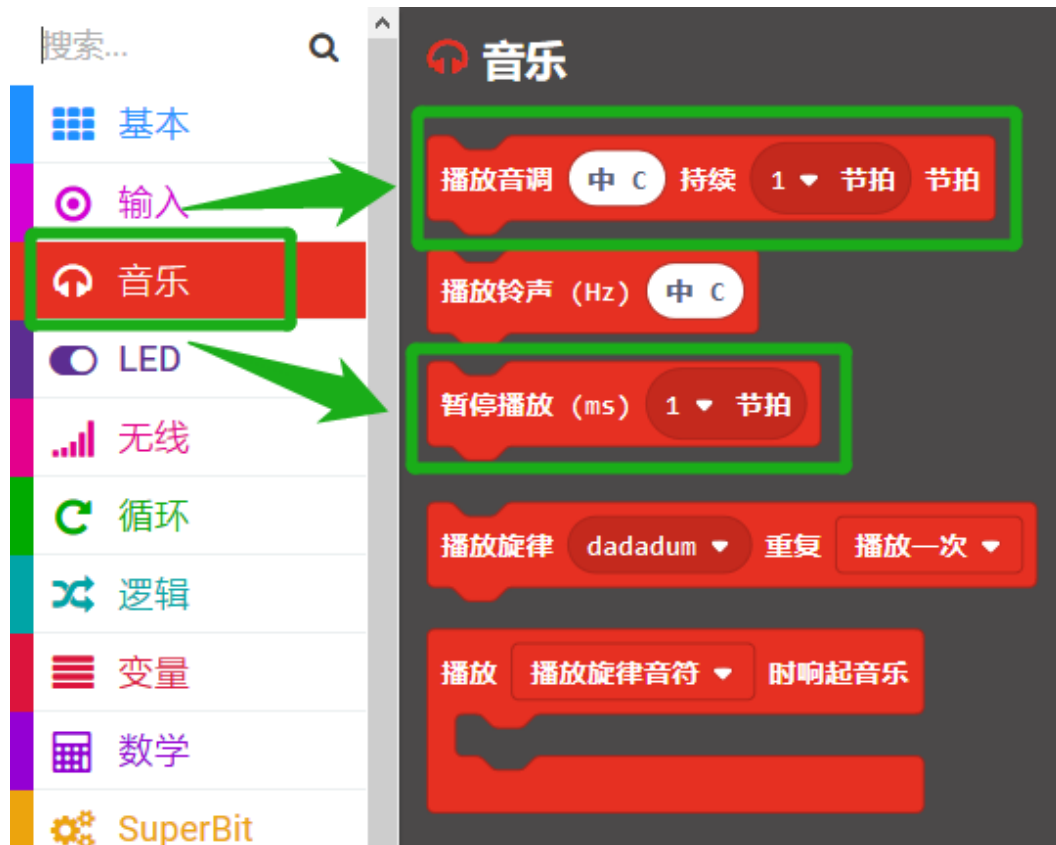 搜索...
基本
输入
音乐
LED
无线
循环
逻辑
变量
数学
SuperBit
音乐
播放音调 中 C 持续 1 节拍 节拍
播放铃声 (Hz) 中 C
暂停播放 (ms) 1 节拍
播放旋律 dadadum 重复 播放一次
播放 播放旋律音符 时响起音乐